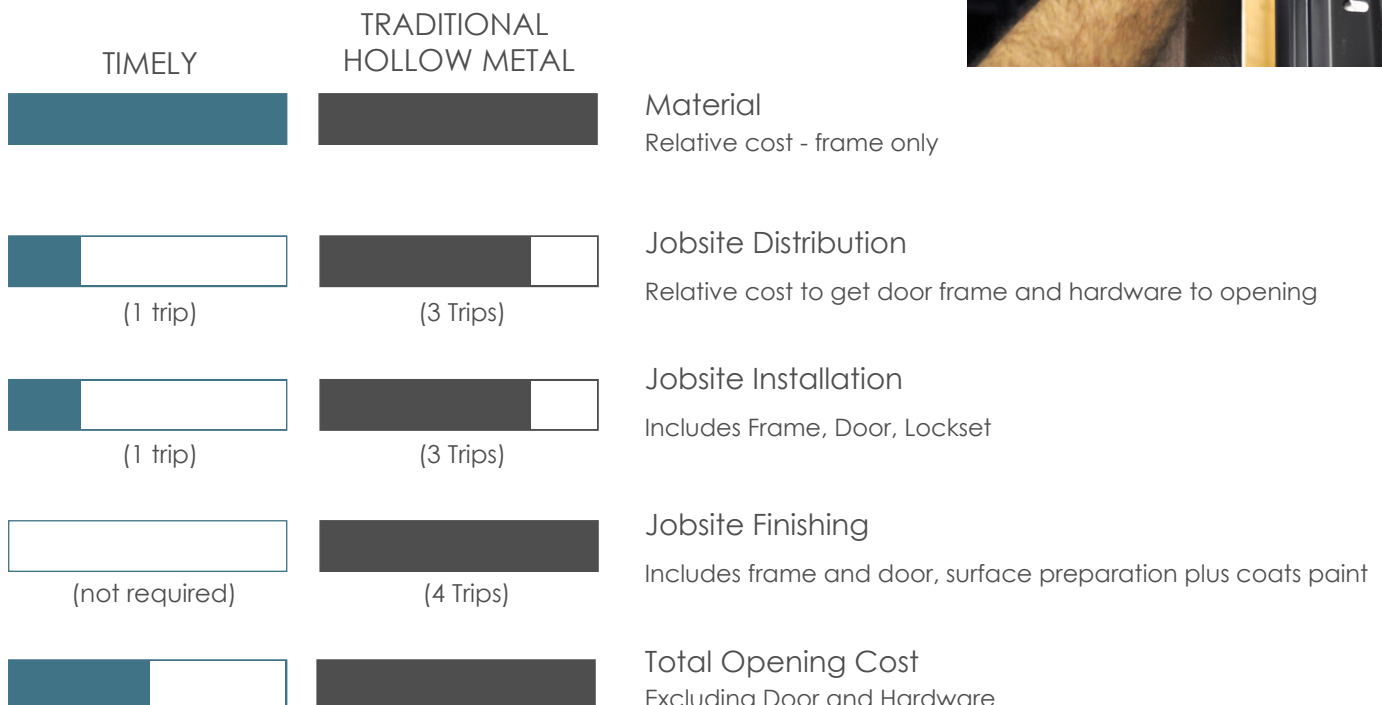 TIMELY
TRADITIONAL
HOLLOW METAL
Material
Relative cost - frame only
Jobsite Distribution
Relative cost to get door frame and hardware to opening
(1 trip)
(3 Trips)
Jobsite Installation
Includes Frame, Door, Lockset
(1 trip)
(3 Trips)
Jobsite Finishing
Includes frame and door, surface preparation plus coats paint
(not required)
(4 Trips)
Total Opening Cost
Excluding Door and Hardware